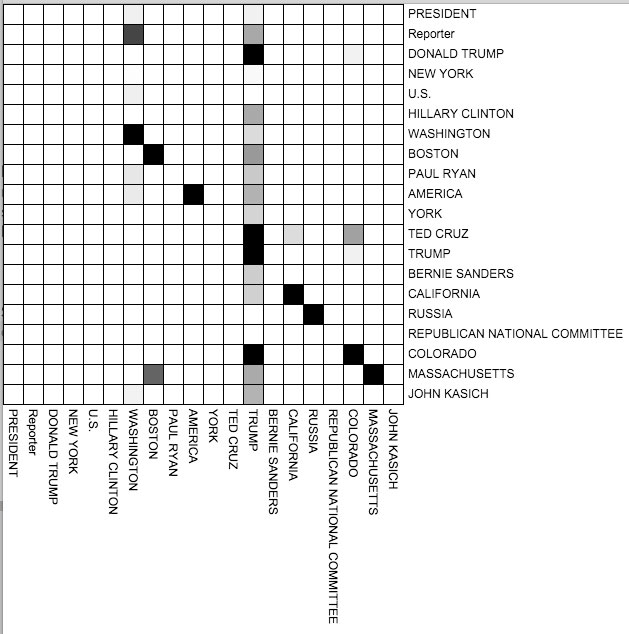 PRESIDENT
Reporter
DONALD TRUMP
NEW YORK
U.S.
HILLARY CLINTON
WASHINGTON
BOSTON
PAUL RYAN
AMERICA
YORK
TED CRUZ
TRUMP
BERNIE SANDERS
CALIFORNIA
RUSSIA
REPUBLICAN NATIONAL COMMITTEE
COLORADO
MASSACHUSETTS
JOHN KASICH
PRESIDENT
Reporter
DONALD TRUMP
NEW YORK
U.S.
HILLARY CLINTON
WASHINGTON
BOSTON
PAUL RYAN
AMERICA
YORK
TED CRUZ
TRUMP
BERNIE SANDERS
CALIFORNIA
RUSSIA
REPUBLICAN NATIONAL COMMITTEE
COLORADO
MASSACHUSETTS
JOHN KASICH